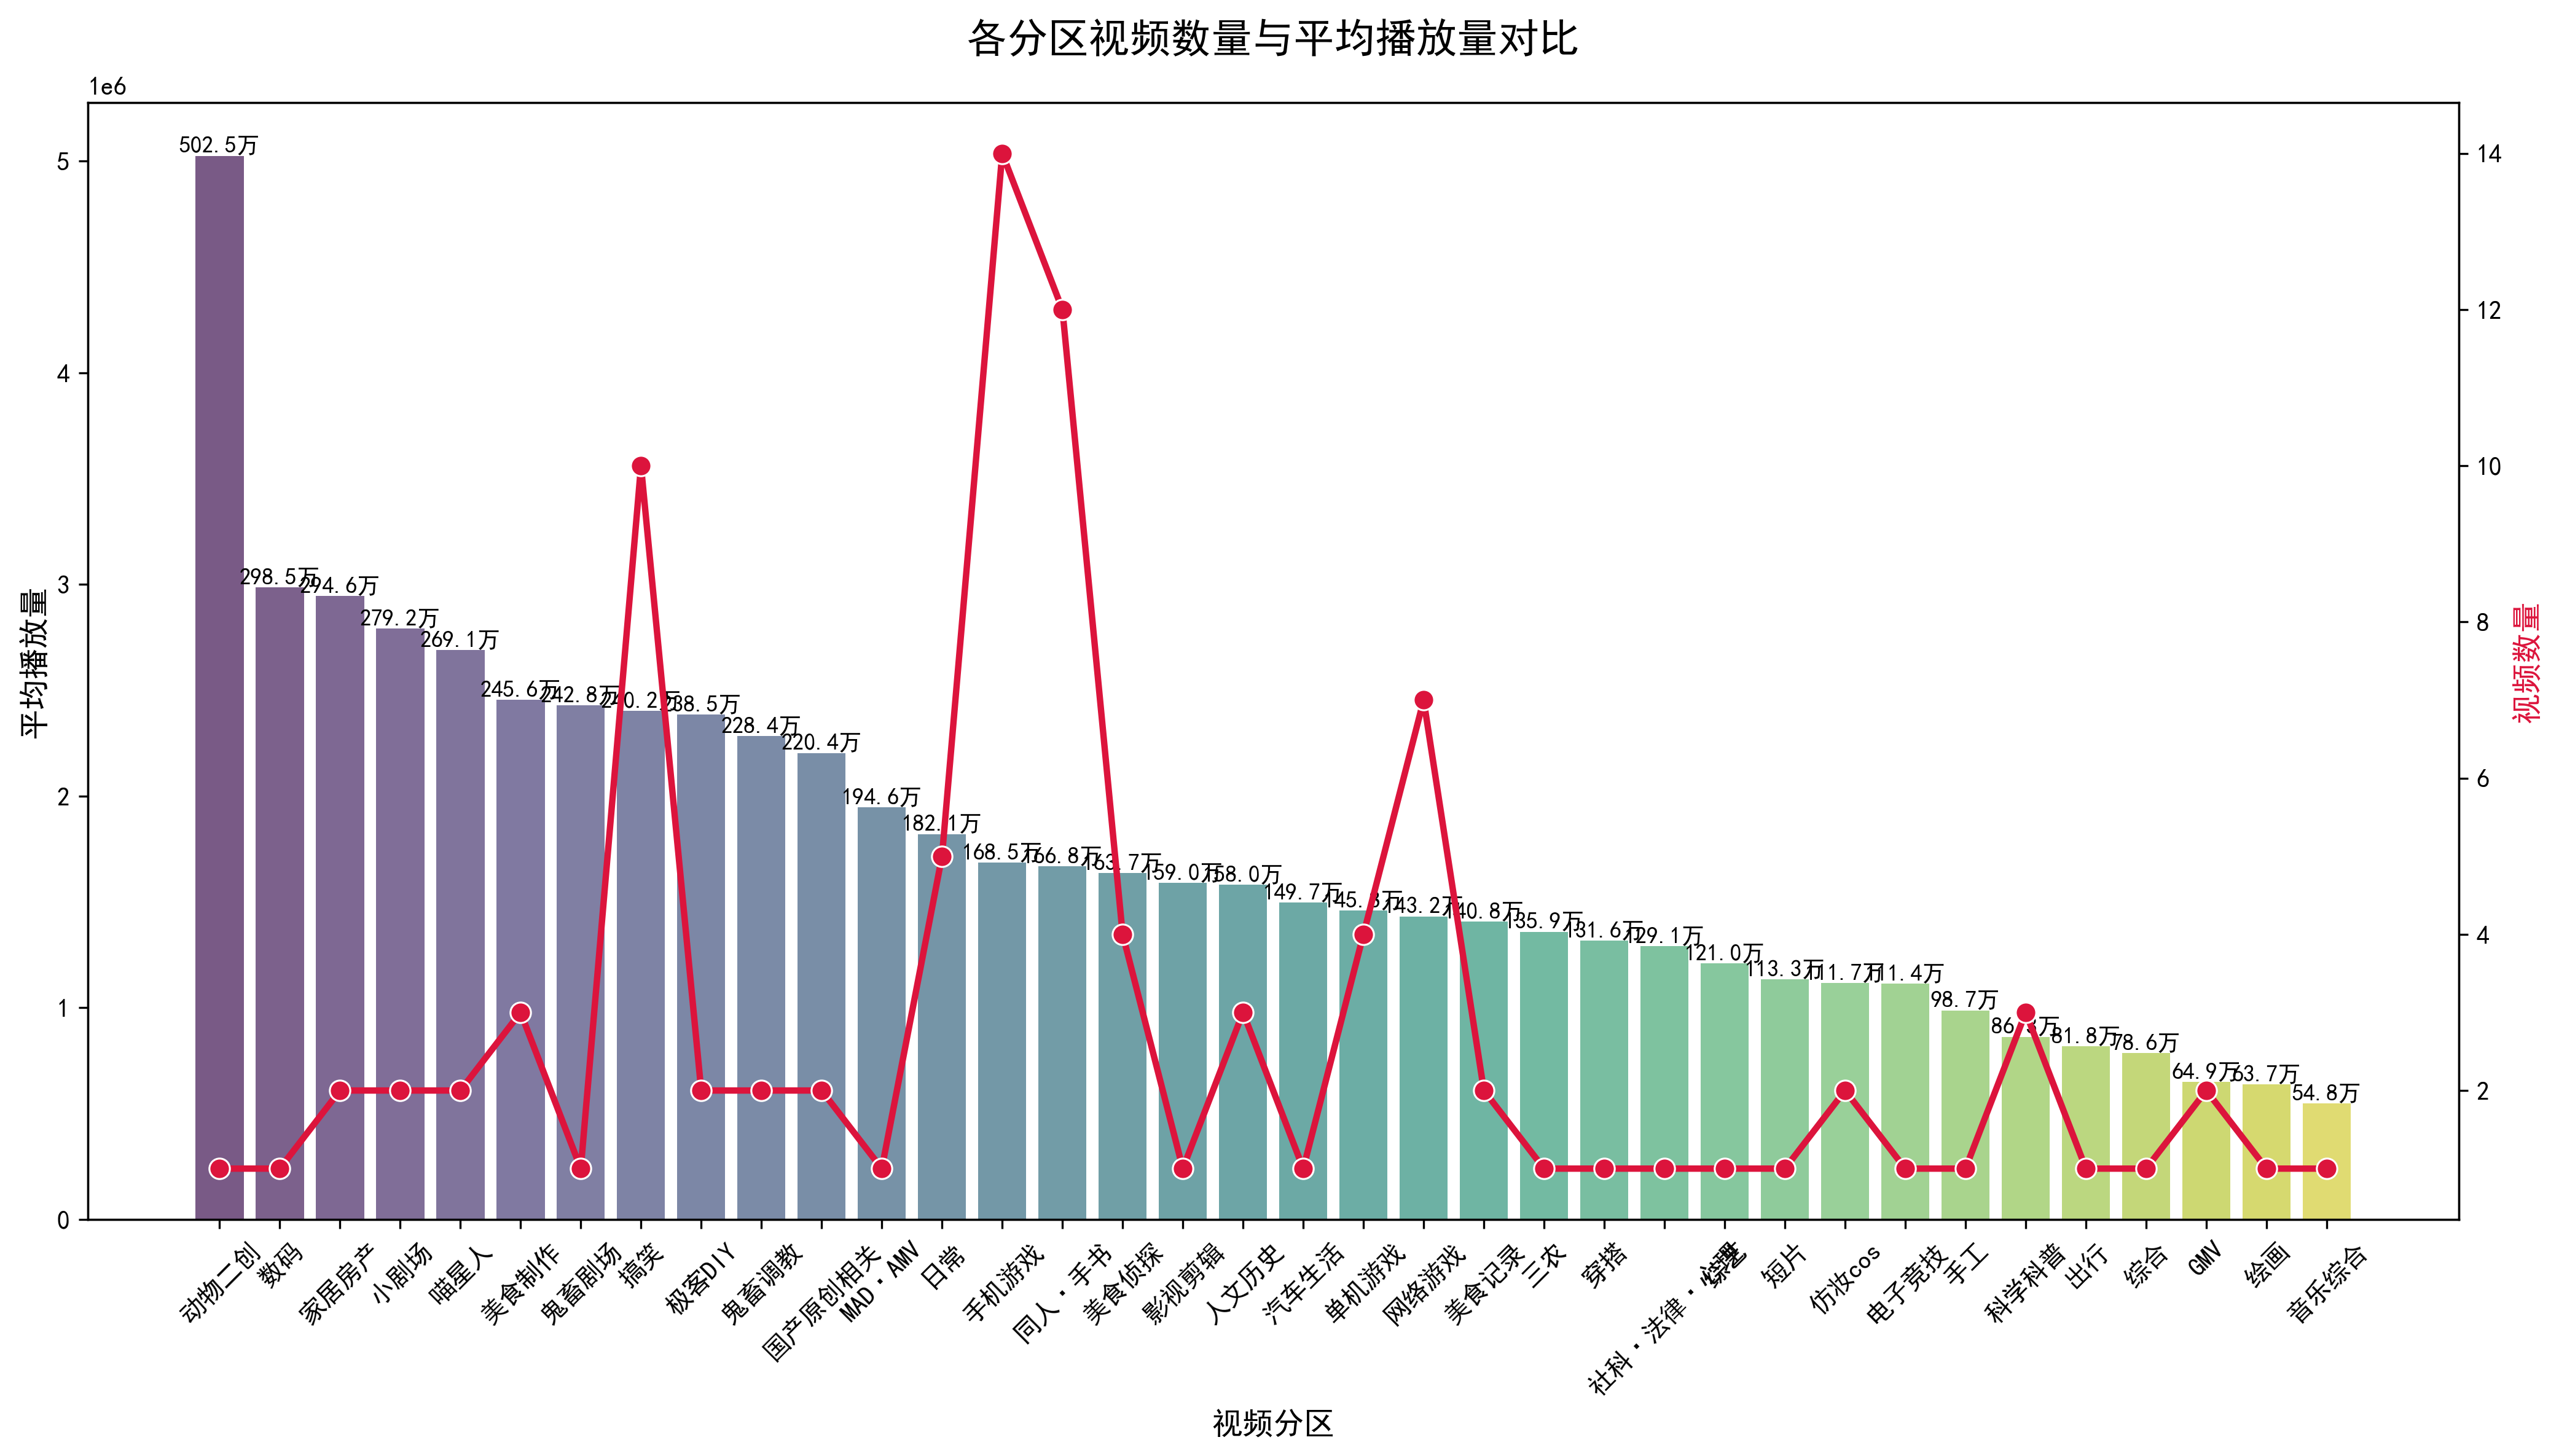 各分区视频数量与平均播放量对比
1e6
5
4
3
2
1
0
平均播放量
502.5万
298.5万
294.6万
279.2万
269.1万
245.6万
242.8万
240.2万
238.5万
228.4万
220.4万
194.6万
182.1万
168.5万
166.8万
163.7万
159.0万
158.0万
149.7万
143.2万
140.8万
135.9万
131.6万
129.1万
121.0万
113.3万
111.7万
111.4万
98.7万
81.8万
78.6万
64.9万
63.7万
54.8万
14
12
10
8
6
4
2
视频数量
动物二创
数码
家居房产
小剧场
喵星人
美食制作
鬼畜剧场
搞笑
极客DIY
鬼畜调教
国产原创相关
MAD·AMV
日常
手机游戏
同人·手书
美食侦探
影视剪辑
人文历史
汽车生活
单机游戏
网络游戏
美食记录
三农
穿搭
社科·法律·心理
综艺
短片
仿妆cos
电子竞技
手工
科学科普
出行
综合
GMV
绘画
音乐综合
视频分区